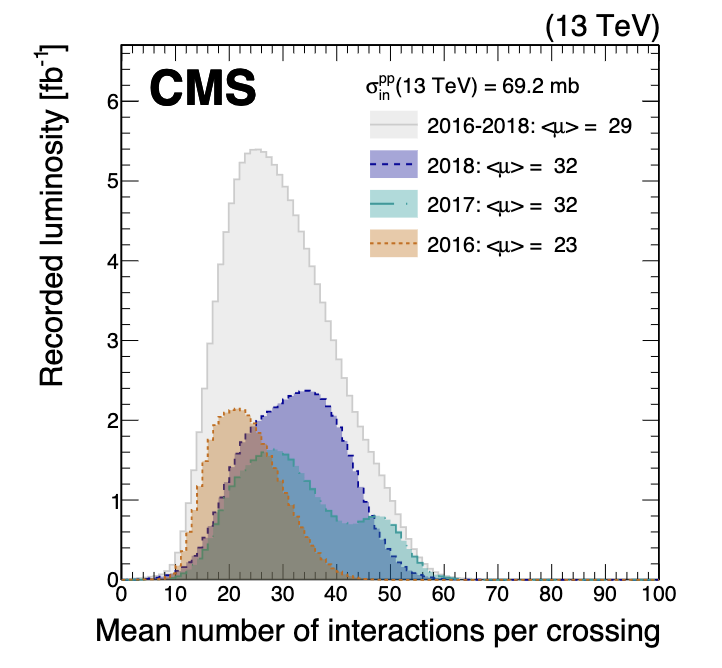 (13 TeV)
CMS
σ_in^pp(13 TeV) = 69.2 mb
2016-2018: <μ> = 29
2018: <μ> = 32
2017: <μ> = 32
2016: <μ> = 23
Recorded luminosity [fb⁻¹]
6
5
4
3
2
1
0
0 10 20 30 40 50 60 70 80 90 100
Mean number of interactions per crossing